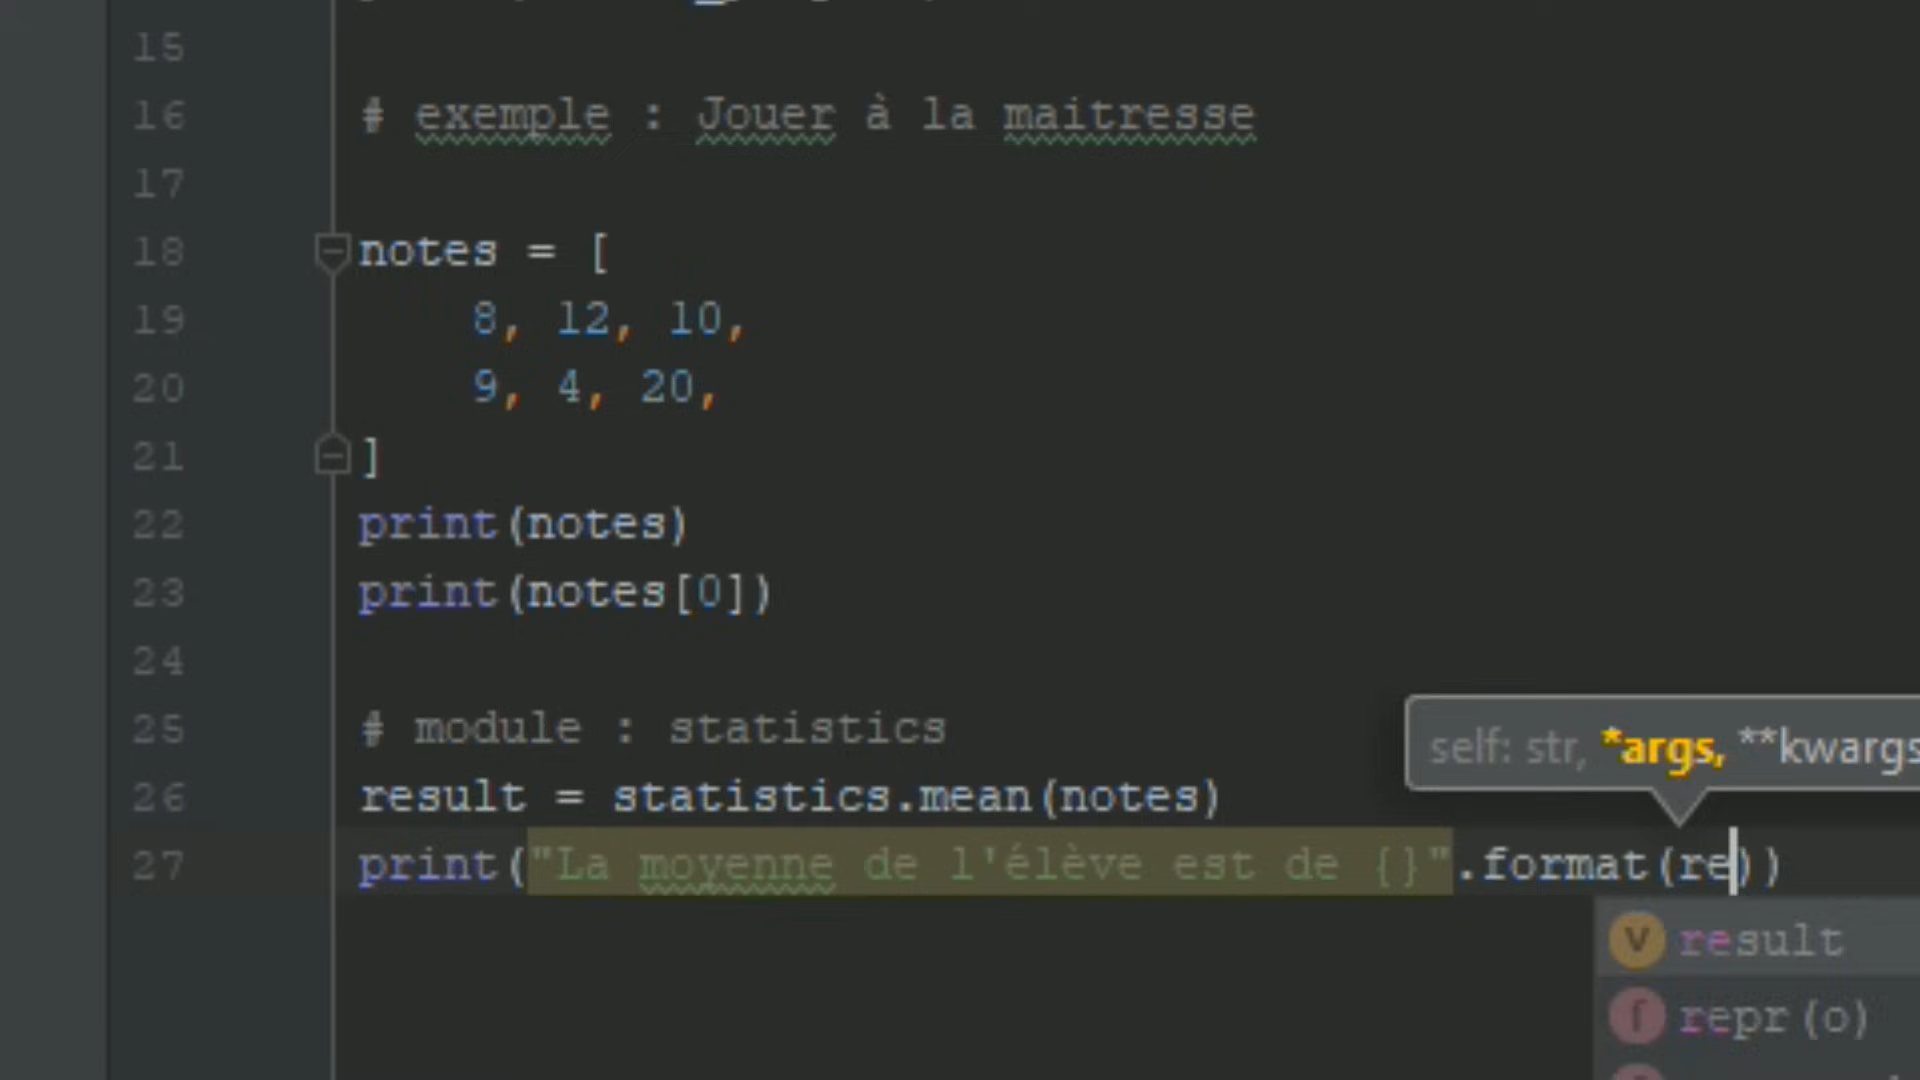 15
16 # exemple : Jouer à la maitresse
17
18 notes = [
19 8, 12, 10,
20 9, 4, 20,
21 ]
22 print(notes)
23 print(notes[0])
24
25 # module : statistics
self: str, *args, **kwargs
26 result = statistics.mean(notes)
27 print("La moyenne de l'élève est de {}".format(re))
V result
f repr(o)